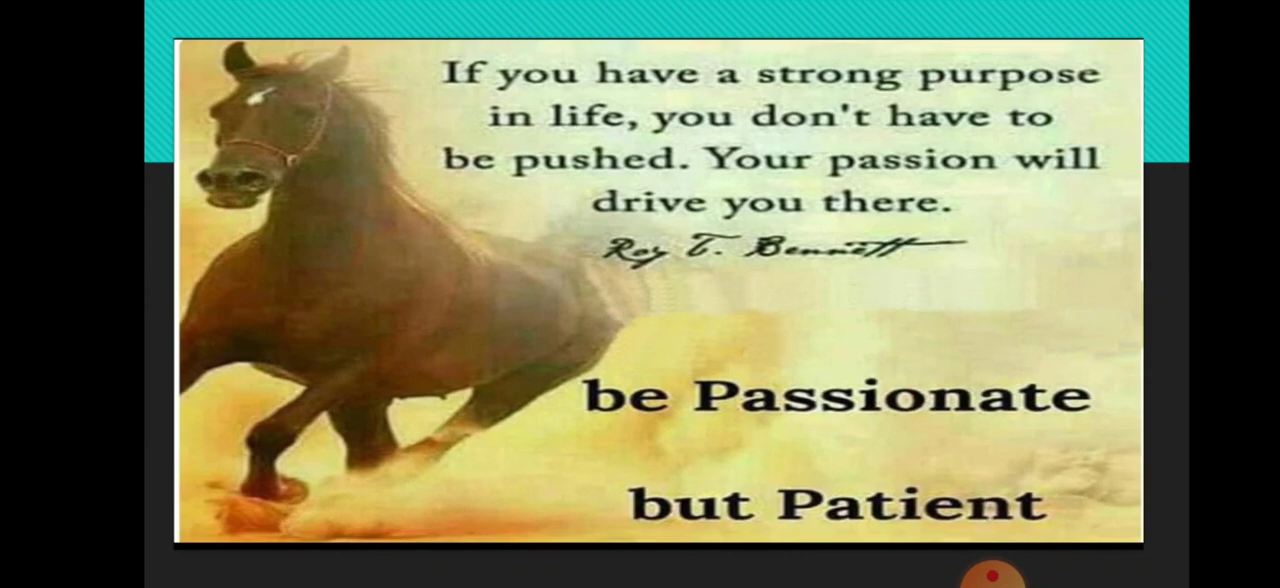 If you have a strong purpose
in life, you don't have to
be pushed. Your passion will
drive you there.
Roy T. Bennett
be Passionate
but Patient